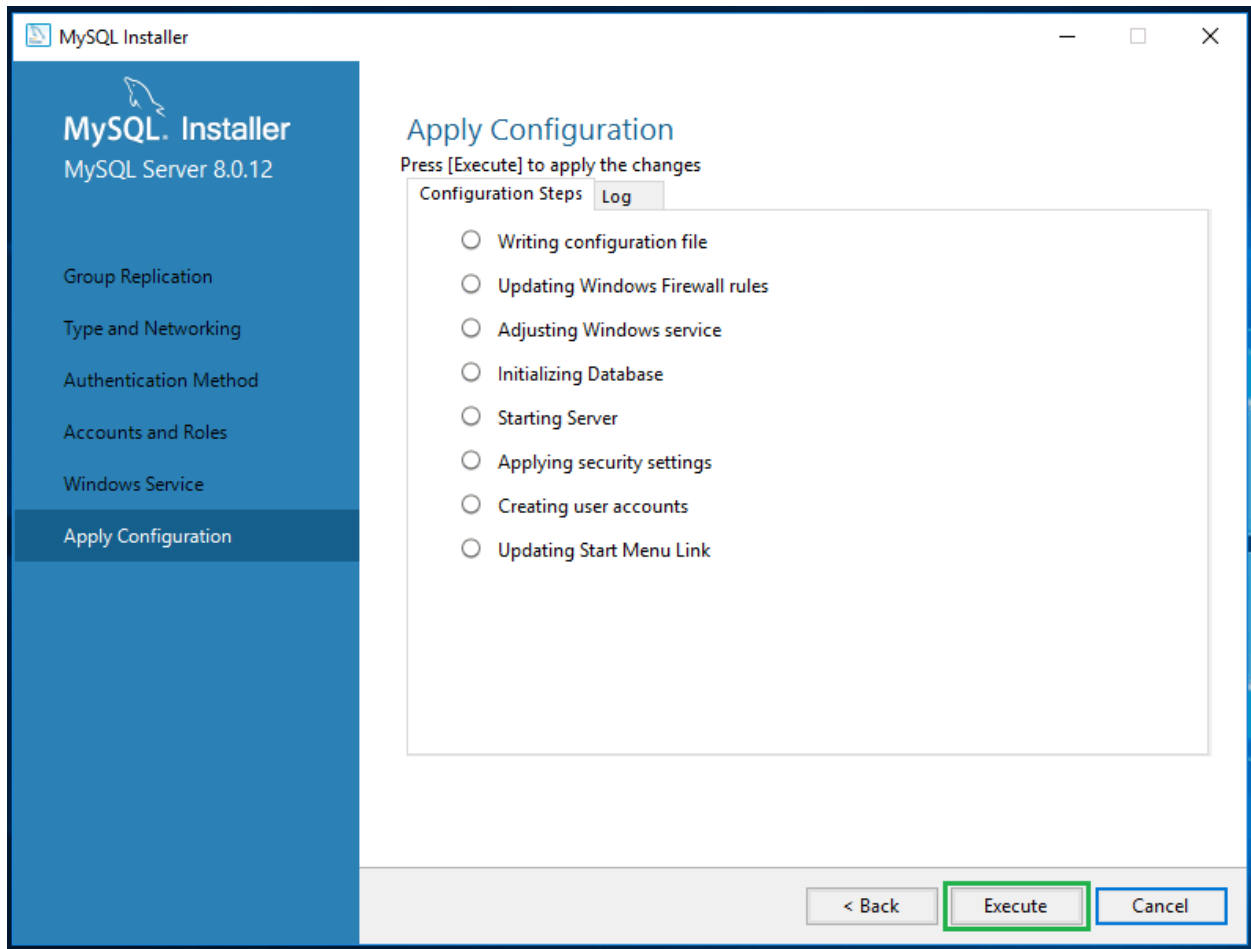 MySQL Installer
MySQL. Installer
MySQL Server 8.0.12
Group Replication
Type and Networking
Authentication Method
Accounts and Roles
Windows Service
Apply Configuration
Apply Configuration
Press [Execute] to apply the changes
Configuration Steps Log
Writing configuration file
Updating Windows Firewall rules
Adjusting Windows service
Initializing Database
Starting Server
Applying security settings
Creating user accounts
Updating Start Menu Link
< Back Execute Cancel